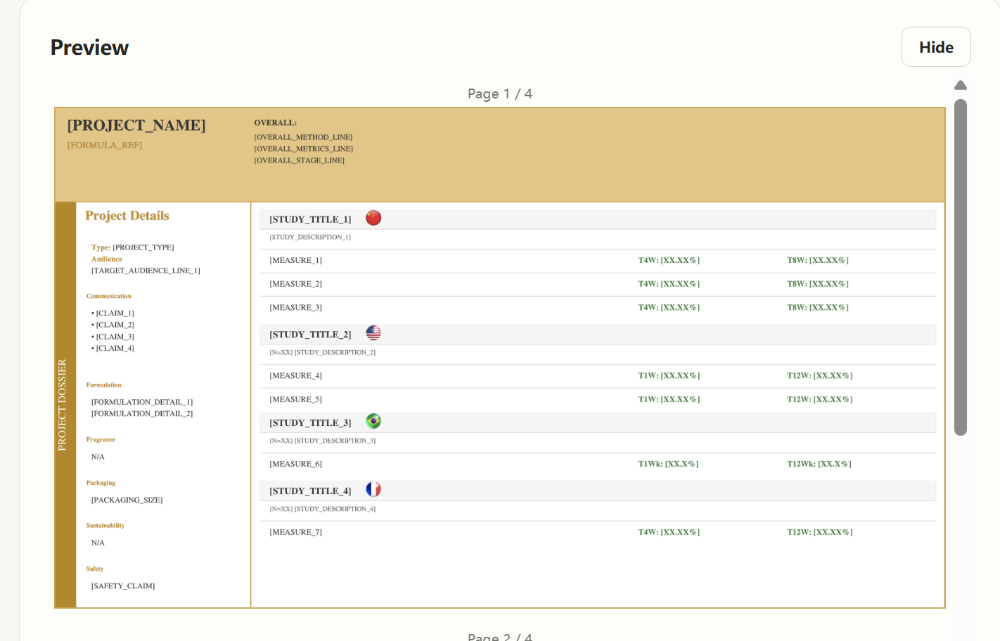 Preview
Hide
Page 1 / 4
[PROJECT_NAME]
[FORMULA_REF]
OVERALL:
[OVERALL_METHOD_LINE]
[OVERALL_METRICS_LINE]
[OVERALL_STAGE_LINE]
PROJECT DOSSIER
Project Details
Type: [PROJECT_TYPE]
Audience
[TARGET_AUDIENCE_LINE_1]
Communication
• [CLAIM_1]
• [CLAIM_2]
• [CLAIM_3]
• [CLAIM_4]
Formulation
[FORMULATION_DETAIL_1]
[FORMULATION_DETAIL_2]
Fragrance
N/A
Packaging
[PACKAGING_SIZE]
Sustainability
N/A
Safety
[SAFETY_CLAIM]
[STUDY_TITLE_1]
[STUDY_DESCRIPTION_1]
[MEASURE_1] T4W: [XX.XX%] T8W: [XX.XX%]
[MEASURE_2] T4W: [XX.XX%] T8W: [XX.XX%]
[MEASURE_3] T4W: [XX.XX%] T8W: [XX.XX%]
[STUDY_TITLE_2]
[N=XX] [STUDY_DESCRIPTION_2]
[MEASURE_4] T1W: [XX.XX%] T12W: [XX.XX%]
[MEASURE_5] T1W: [XX.XX%] T12W: [XX.XX%]
[STUDY_TITLE_3]
[N=XX] [STUDY_DESCRIPTION_3]
[MEASURE_6] T1Wk: [XX.X%] T12Wk: [XX.X%]
[STUDY_TITLE_4]
[N=XX] [STUDY_DESCRIPTION_4]
[MEASURE_7] T4W: [XX.XX%] T12W: [XX.XX%]
Page 2 / 4